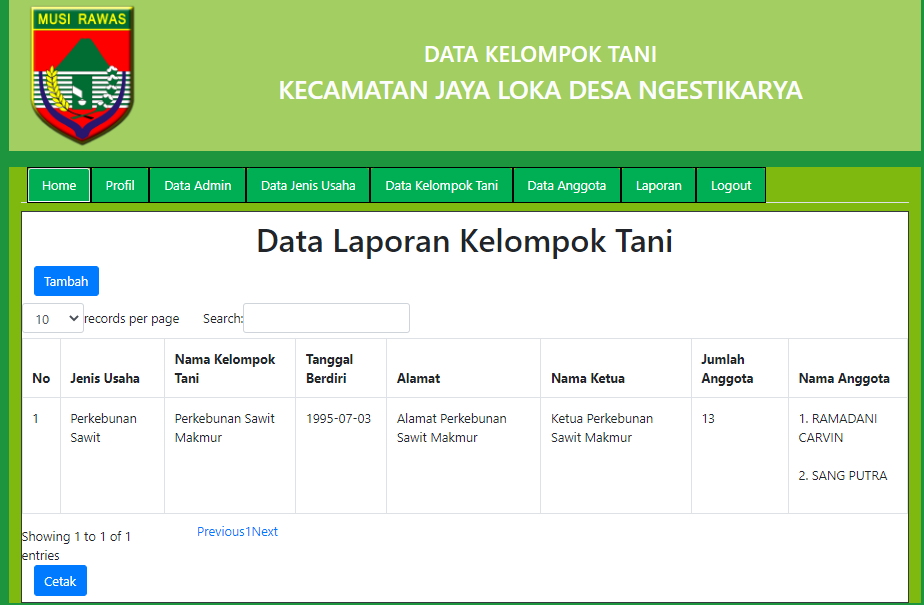 MUSI RAWAS
DATA KELOMPOK TANI
KECAMATAN JAYA LOKA DESA NGESTIKARYA
Home Profil Data Admin Data Jenis Usaha Data Kelompok Tani Data Anggota Laporan Logout
Data Laporan Kelompok Tani
Tambah
10 records per page Search:
No Jenis Usaha Nama Kelompok Tani Tanggal Berdiri Alamat Nama Ketua Jumlah Anggota Nama Anggota
1 Perkebunan Sawit Perkebunan Sawit Makmur 1995-07-03 Alamat Perkebunan Sawit Makmur Ketua Perkebunan Sawit Makmur 13 1. RAMADANI CARVIN
2. SANG PUTRA
Showing 1 to 1 of 1 entries Previous1Next
Cetak